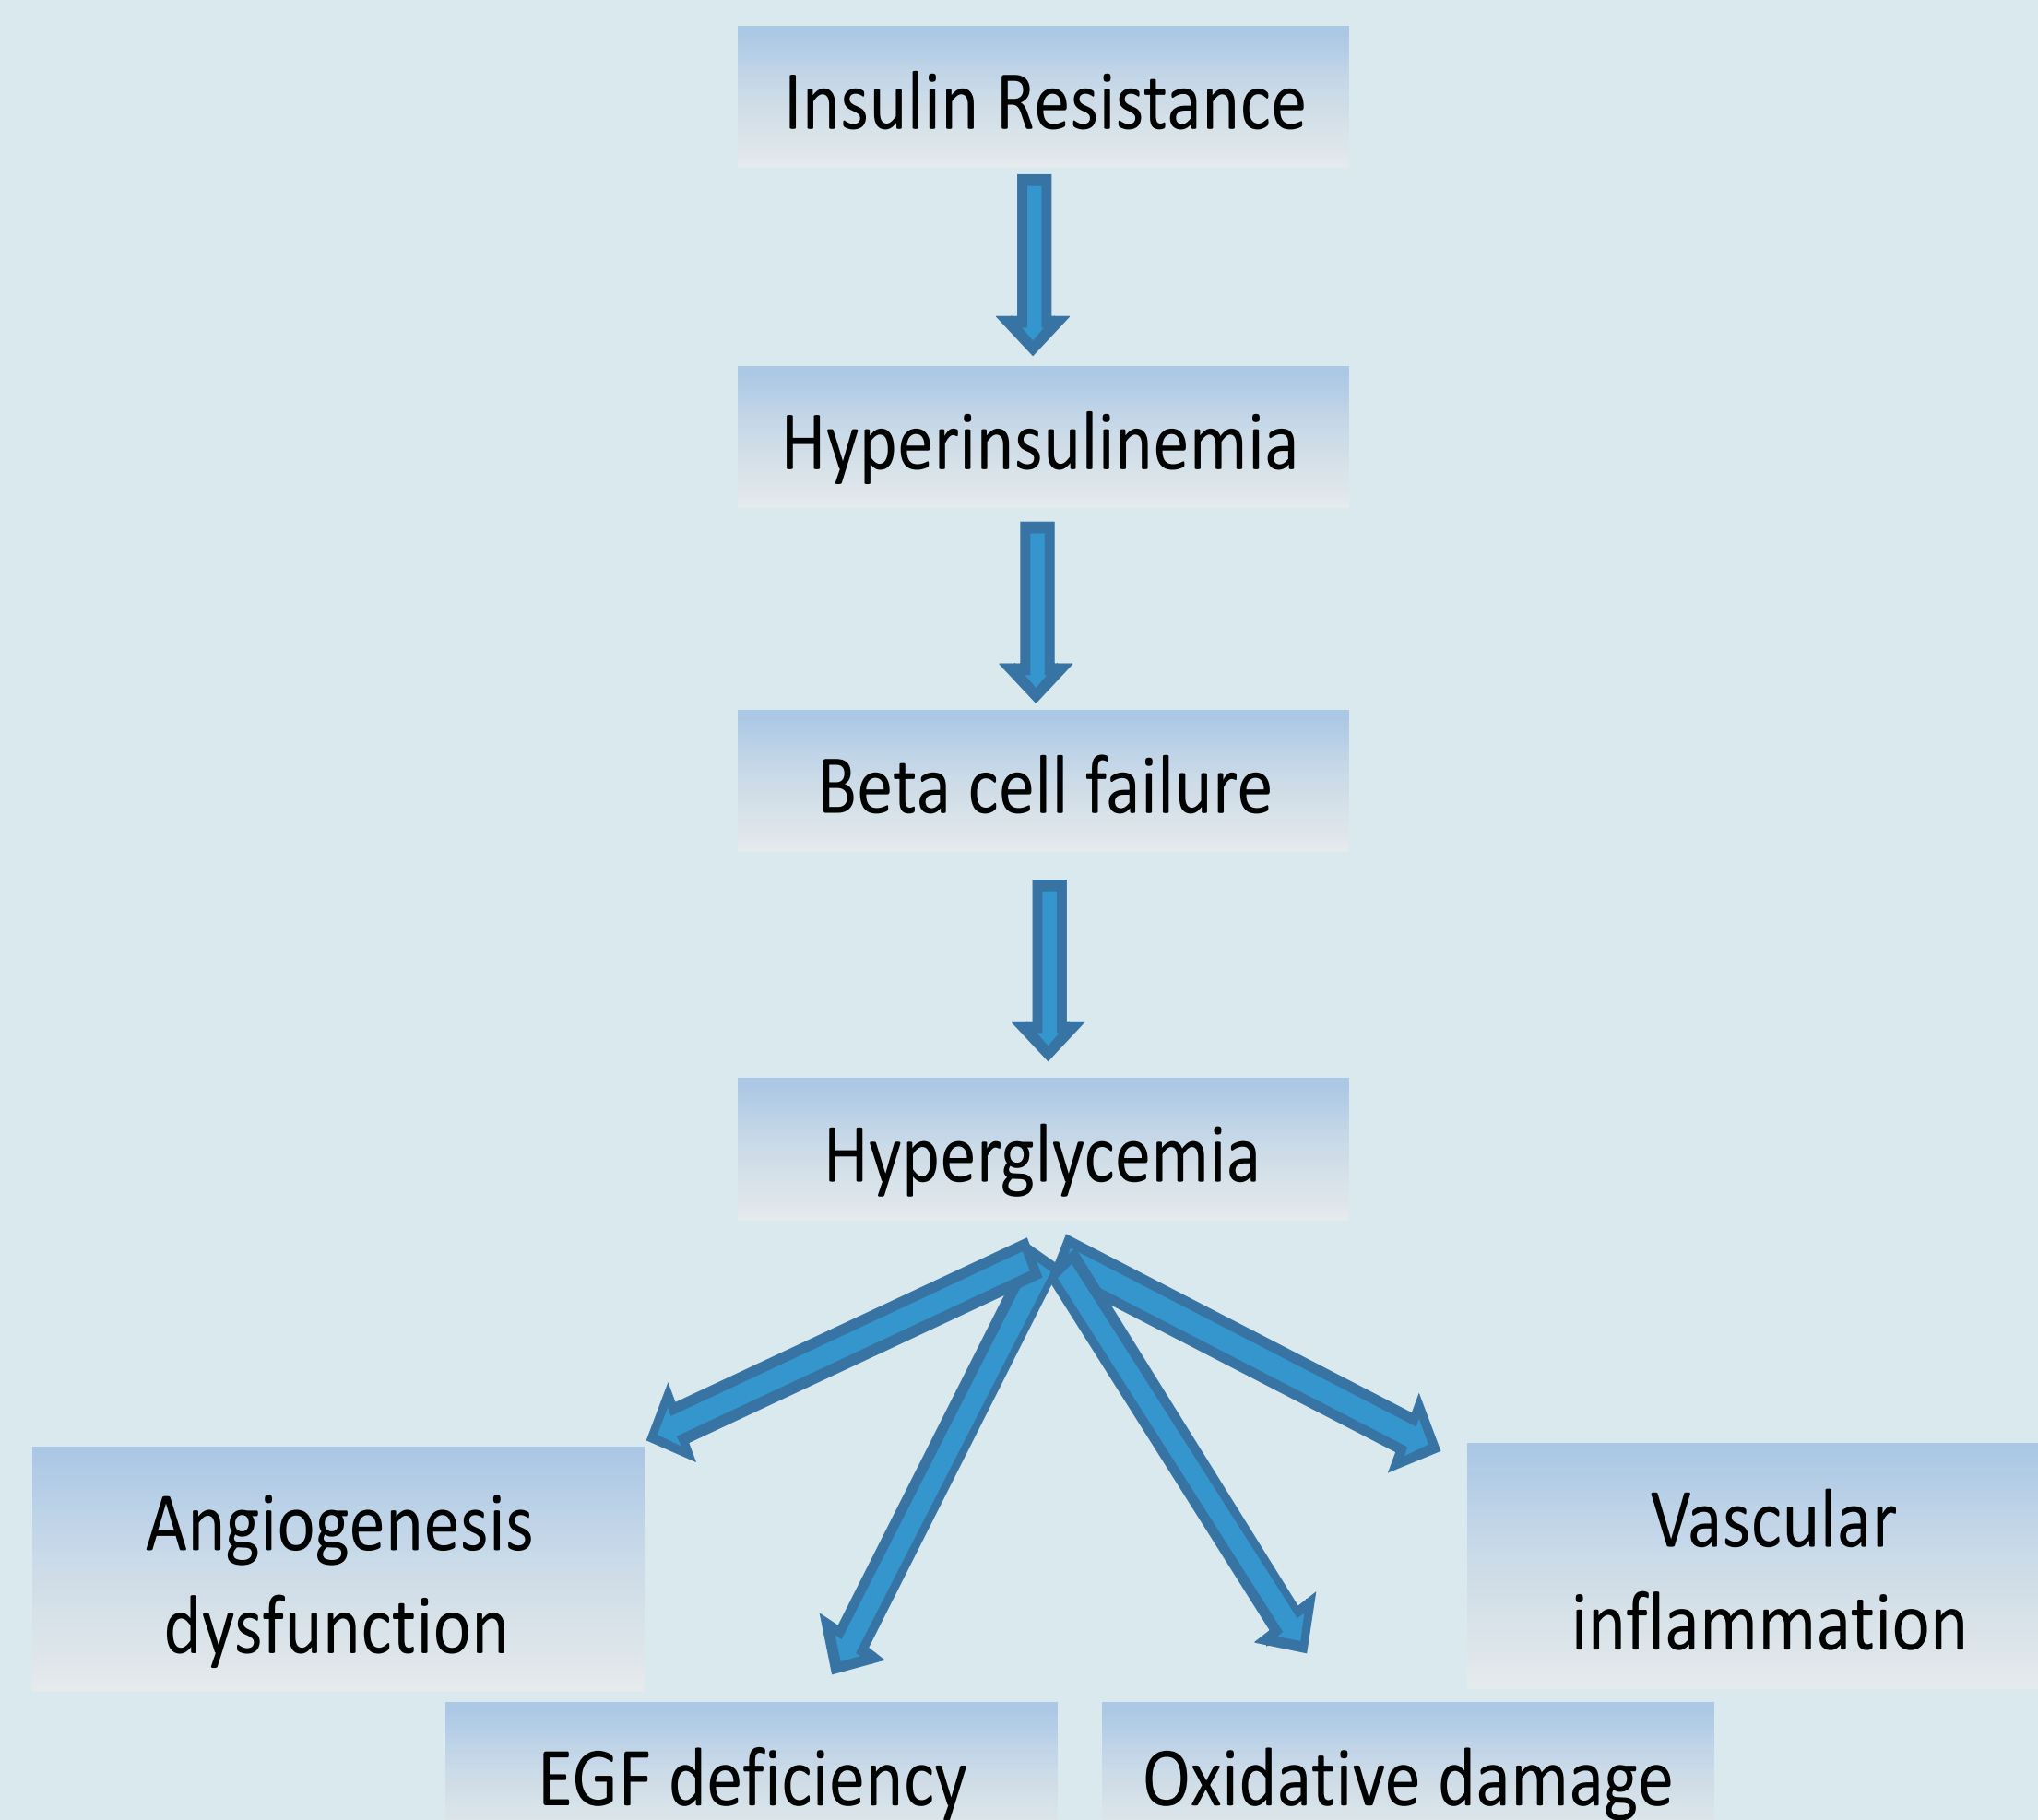 Insulin Resistance
Hyperinsulinemia
Beta cell failure
Hyperglycemia
Angiogenesis
dysfunction
Vascular
inflammation
EGF deficiency
Oxidative damage